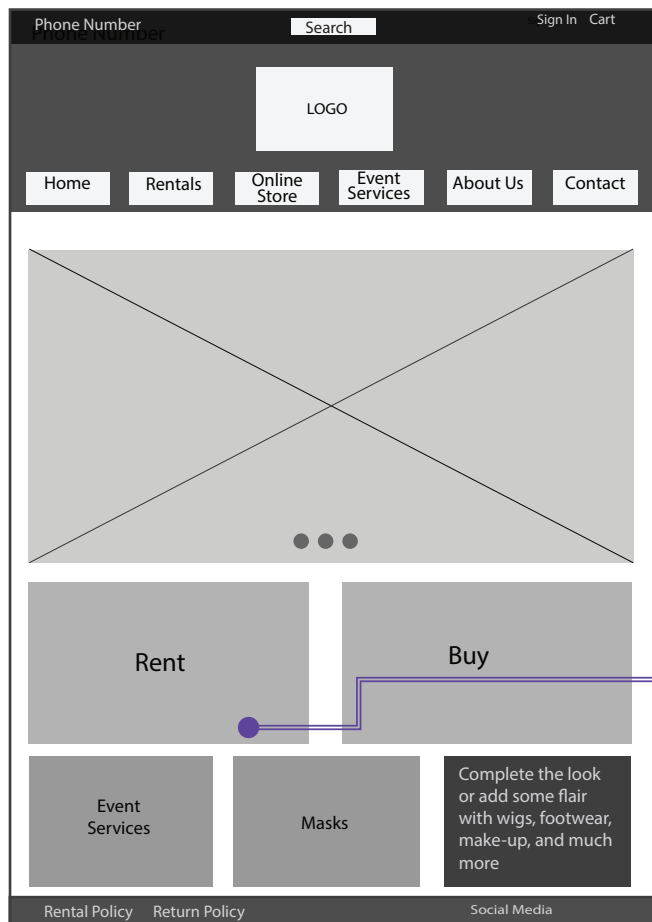 Phone Number
Phone Number
Search
Sign In Cart
LOGO
Home
Rentals
Online
Store
Event
Services
About Us
Contact
Rent
Buy
Event
Services
Masks
Complete the look
or add some flair
with wigs, footwear,
make-up, and much
more
Rental Policy Return Policy
Social Media